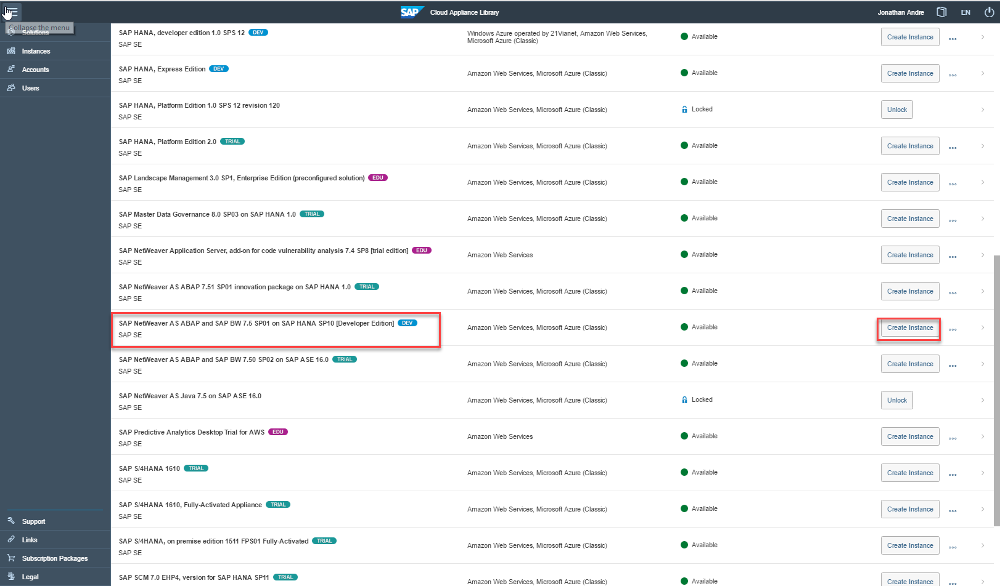 SAP Cloud Appliance Library
Jonathan Andre
EN
Collapse the menu
Solutions
Instances
Accounts
Users
Support
Links
Subscription Packages
Legal
SAP HANA, developer edition 1.0 SPS 12 DEV
SAP SE
Windows Azure operated by 21Vianet, Amazon Web Services,
Microsoft Azure (Classic)
Available
Create Instance
SAP HANA, Express Edition DEV
SAP SE
Amazon Web Services, Microsoft Azure (Classic)
Available
Create Instance
SAP HANA, Platform Edition 1.0 SPS 12 revision 120
SAP SE
Amazon Web Services, Microsoft Azure (Classic)
Locked
Unlock
SAP HANA, Platform Edition 2.0 TRIAL
SAP SE
Amazon Web Services, Microsoft Azure (Classic)
Available
Create Instance
SAP Landscape Management 3.0 SP1, Enterprise Edition (preconfigured solution) EDU
SAP SE
Amazon Web Services, Microsoft Azure (Classic)
Available
Create Instance
SAP Master Data Governance 8.0 SP03 on SAP HANA 1.0 TRIAL
SAP SE
Amazon Web Services, Microsoft Azure (Classic)
Available
Create Instance
SAP NetWeaver Application Server, add-on for code vulnerability analysis 7.4 SP8 [trial edition] EDU
SAP SE
Amazon Web Services
Available
Create Instance
SAP NetWeaver AS ABAP 7.51 SP01 innovation package on SAP HANA 1.0 TRIAL
SAP SE
Amazon Web Services, Microsoft Azure (Classic)
Available
Create Instance
SAP NetWeaver AS ABAP and SAP BW 7.5 SP01 on SAP HANA SP10 [Developer Edition] DEV
SAP SE
Amazon Web Services, Microsoft Azure (Classic)
Available
Create Instance
SAP NetWeaver AS ABAP and SAP BW 7.50 SP02 on SAP ASE 16.0 TRIAL
SAP SE
Amazon Web Services, Microsoft Azure (Classic)
Available
Create Instance
SAP NetWeaver AS Java 7.5 on SAP ASE 16.0
SAP SE
Amazon Web Services, Microsoft Azure (Classic)
Locked
Unlock
SAP Predictive Analytics Desktop Trial for AWS EDU
SAP SE
Amazon Web Services
Available
Create Instance
SAP S/4HANA 1610 TRIAL
SAP SE
Amazon Web Services, Microsoft Azure (Classic)
Available
Create Instance
SAP S/4HANA 1610, Fully-Activated Appliance TRIAL
SAP SE
Amazon Web Services, Microsoft Azure (Classic)
Available
Create Instance
SAP S/4HANA, on premise edition 1511 FPS01 Fully-Activated TRIAL
SAP SE
Amazon Web Services, Microsoft Azure (Classic)
Available
Create Instance
SAP SCM 7.0 EHP4, version for SAP HANA SP11 TRIAL
Amazon Web Services, Microsoft Azure (Classic)
Available
Create Instance